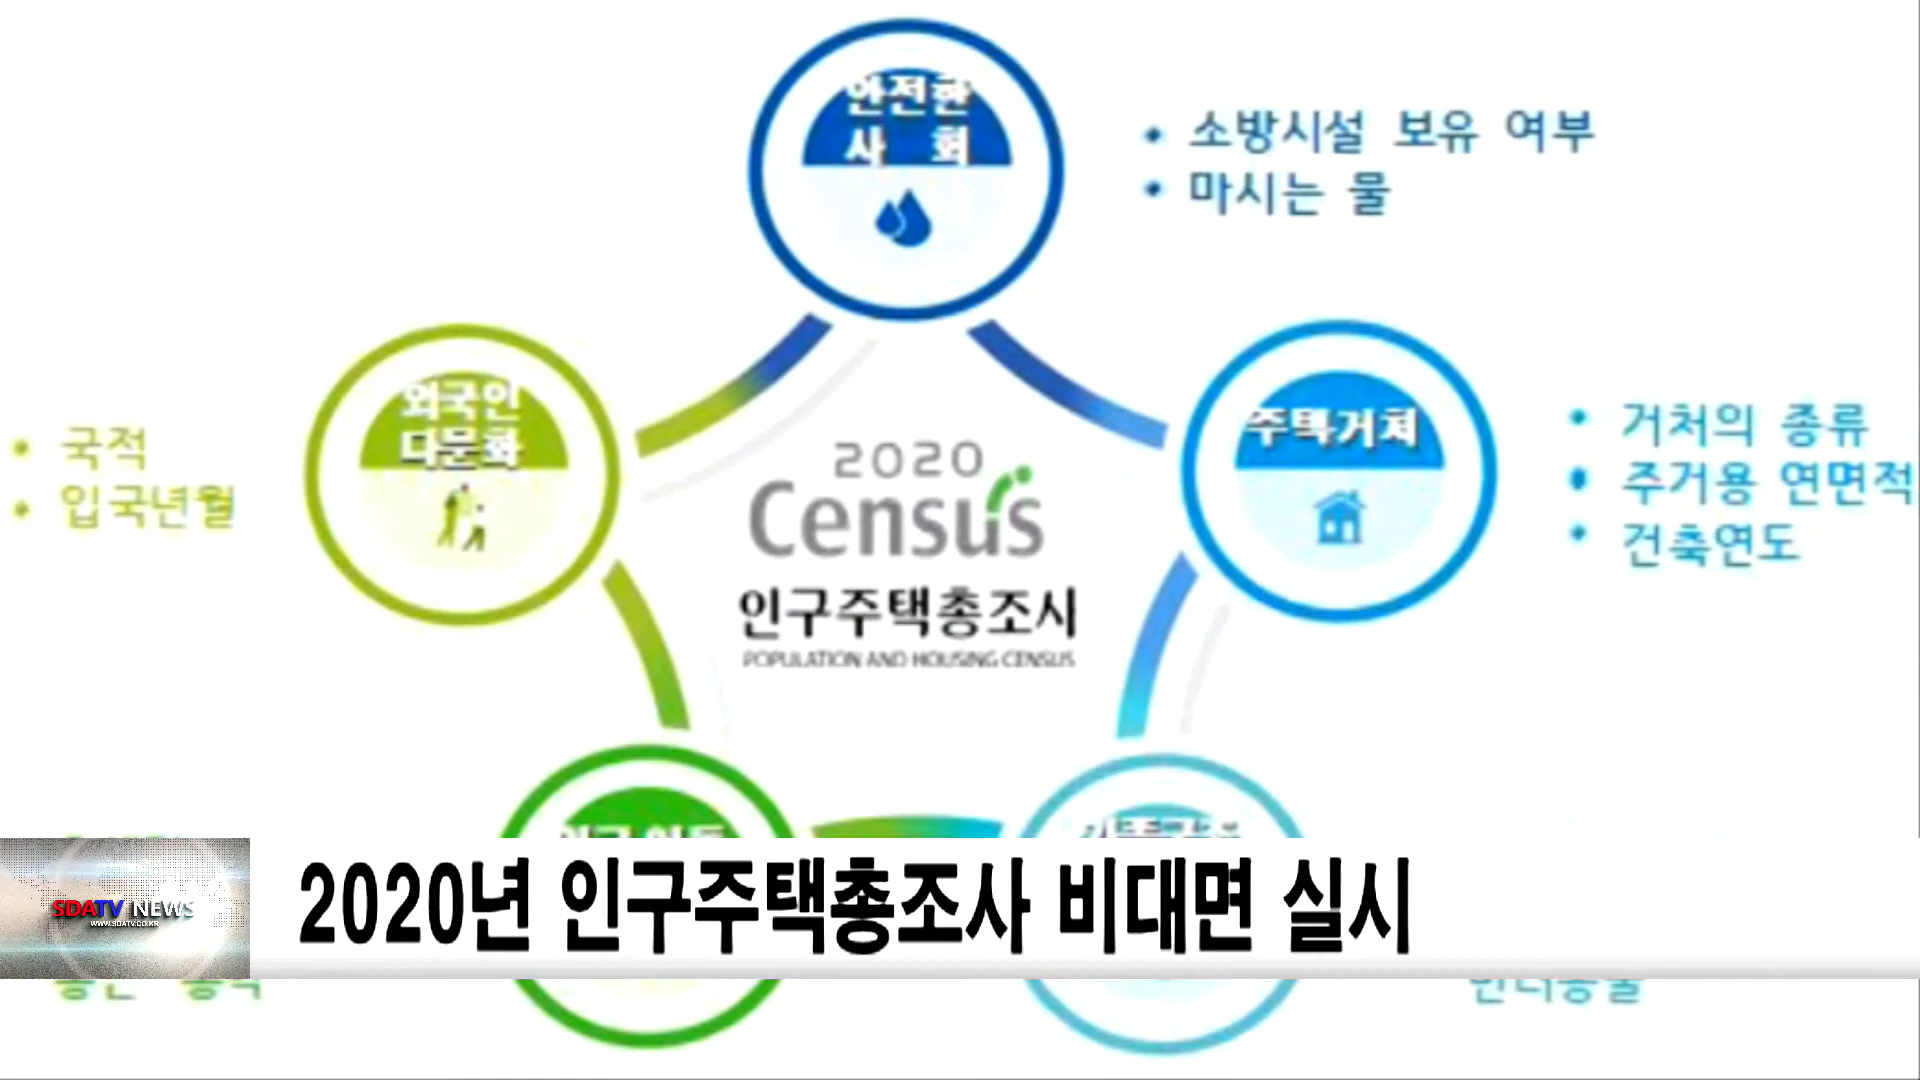 안전한
사 회
• 소방시설 보유 여부
• 마시는 물
외국인
다문화
• 국적
• 입국년월
주택거처
• 거처의 종류
• 주거용 연면적
• 건축연도
2020
Census
인구주택총조사
POPULATION AND HOUSING CENSUS
SDATV NEWS
WWW.SDATV.CO.KR
2020년 인구주택총조사 비대면 실시